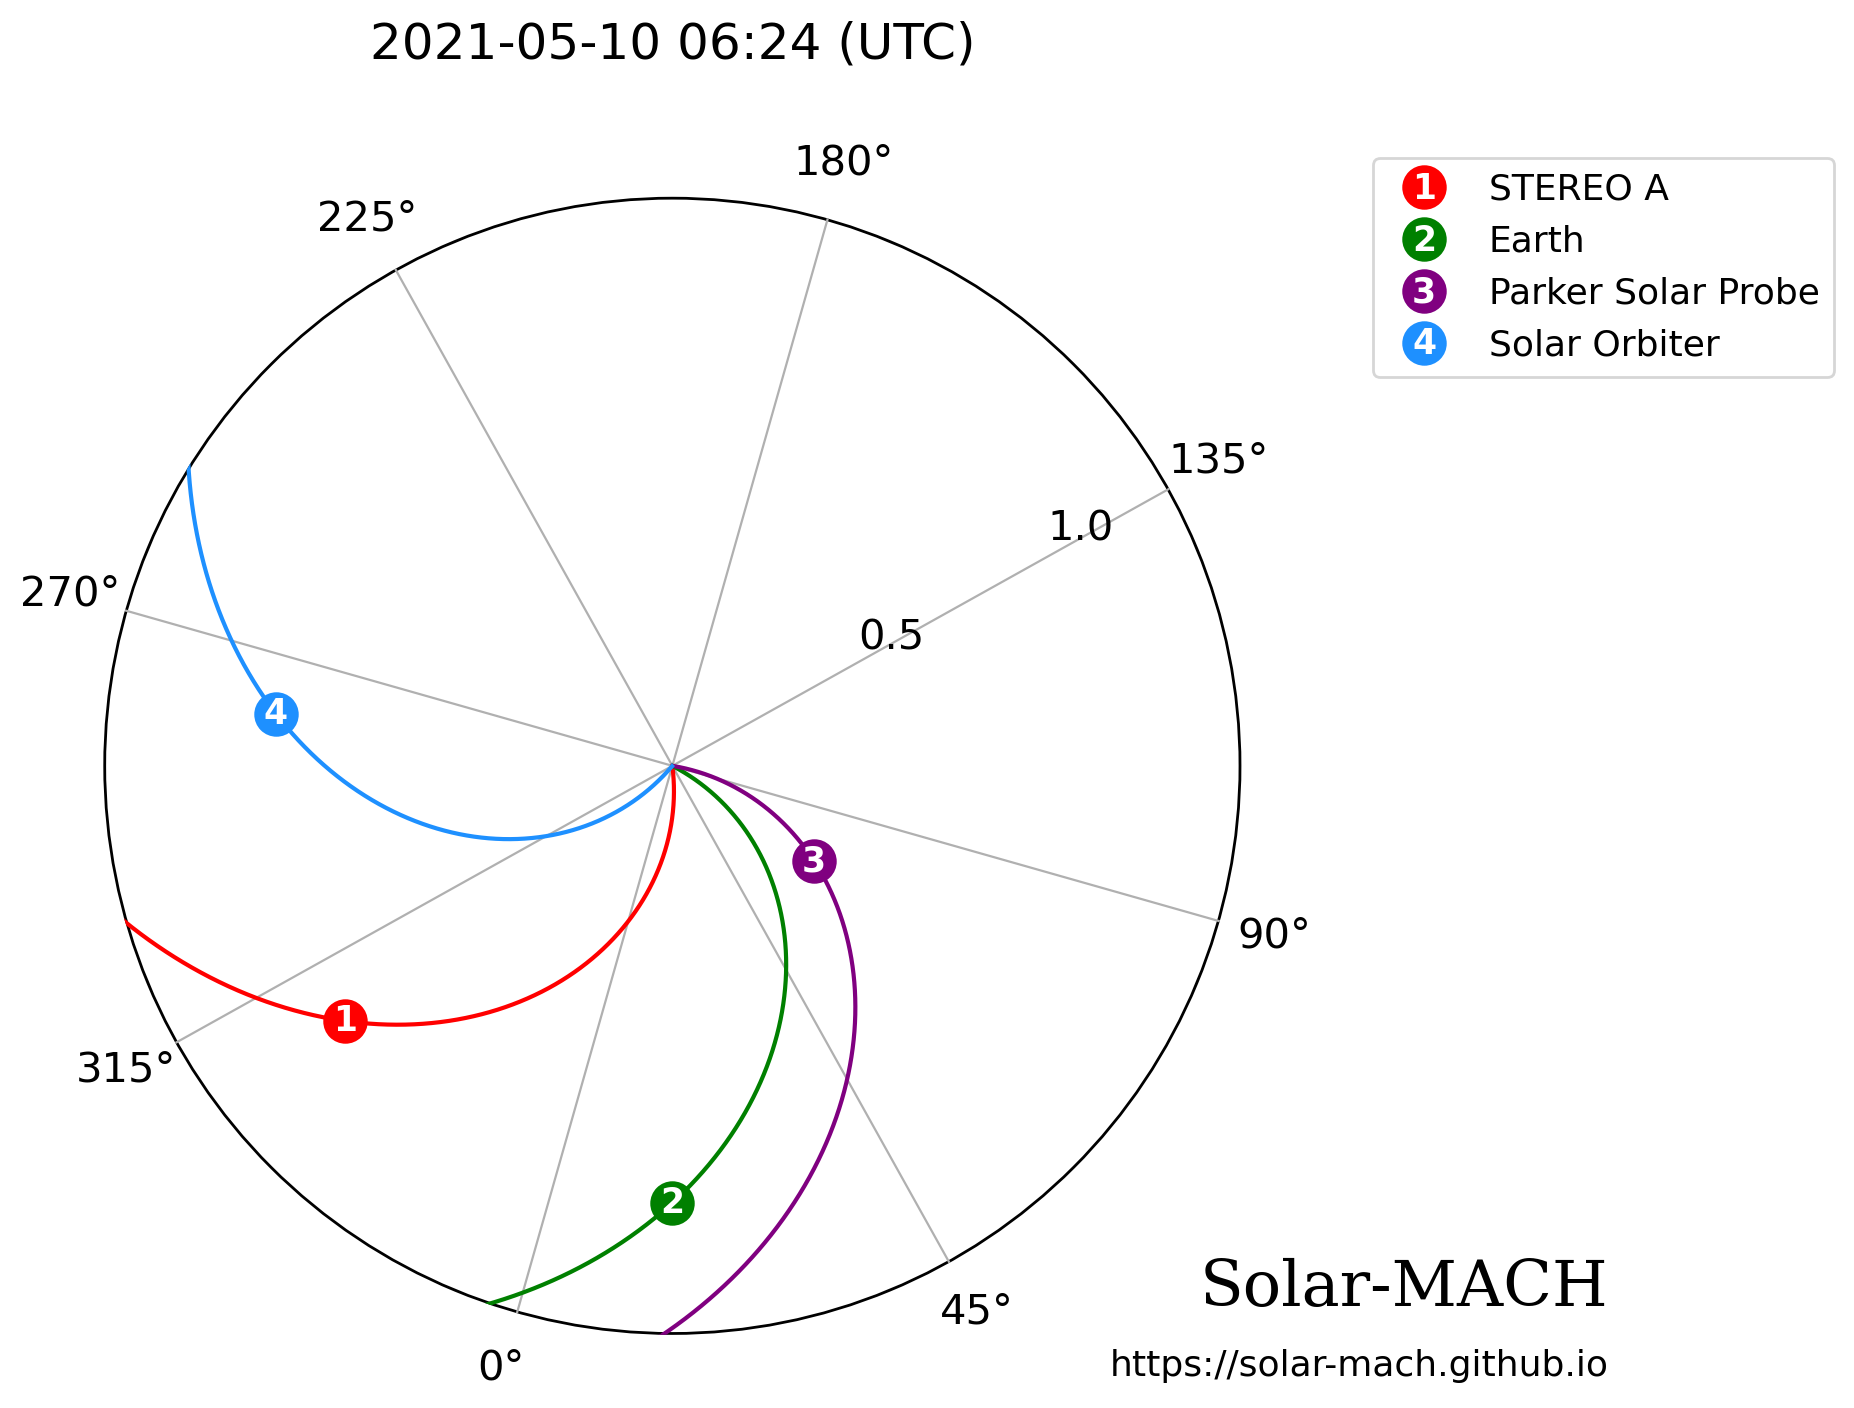 2021-05-10 06:24 (UTC)
180°
225°
135°
1.0
0.5
270°
90°
315°
45°
0°
1 STEREO A
2 Earth
3 Parker Solar Probe
4 Solar Orbiter
4
3
1
2
Solar-MACH
https://solar-mach.github.io